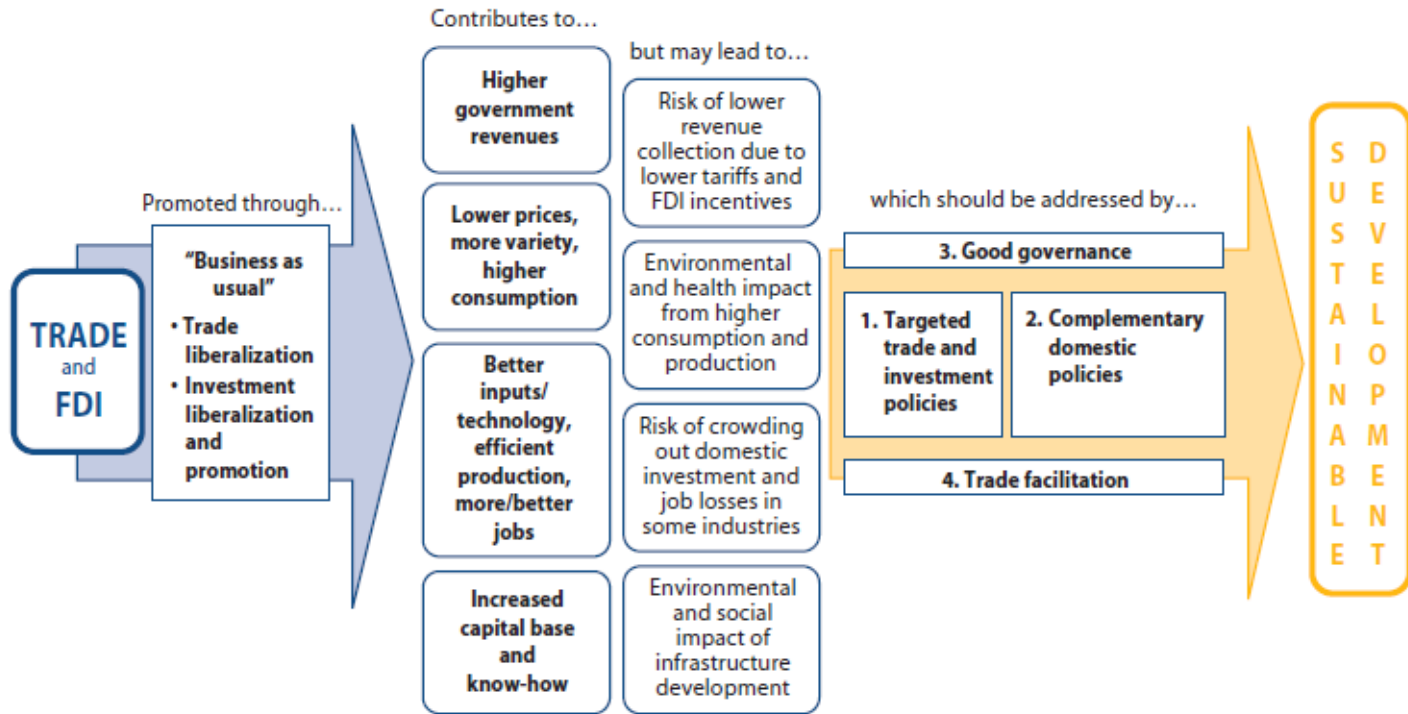 TRADE
and
FDI
Promoted through…
“Business as
usual”
• Trade
liberalization
• Investment
liberalization
and
promotion
Contributes to…
Higher
government
revenues
Lower prices,
more variety,
higher
consumption
Better
inputs/
technology,
efficient
production,
more/better
jobs
Increased
capital base
and
know-how
but may lead to…
Risk of lower
revenue
collection due to
lower tariffs and
FDI incentives
Environmental
and health impact
from higher
consumption and
production
Risk of crowding
out domestic
investment and
job losses in
some industries
Environmental
and social
impact of
infrastructure
development
which should be addressed by…
3. Good governance
1. Targeted
trade and
investment
policies
2. Complementary
domestic
policies
4. Trade facilitation
SUSTAINABLE
DEVELOPMENT